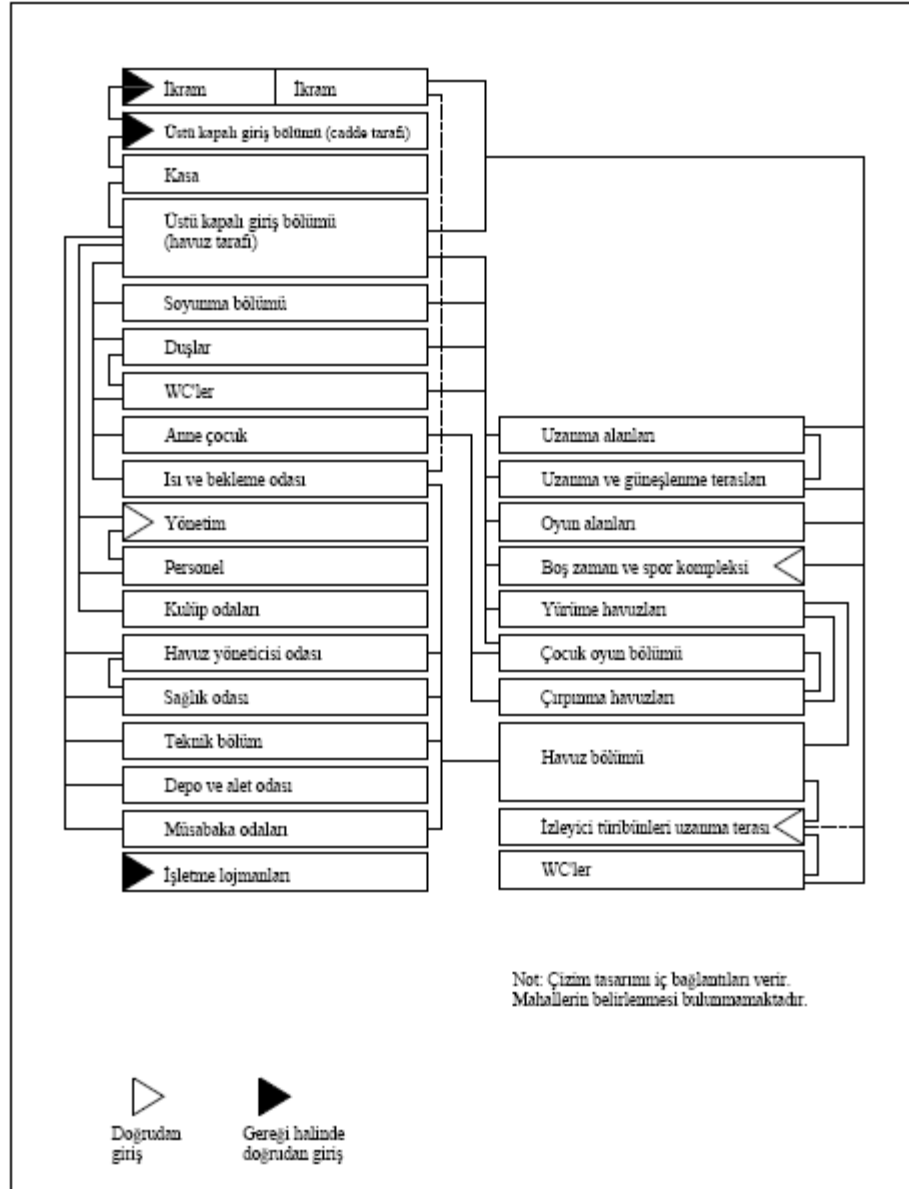 İkram
İkram
Üstü kapalı giriş bölümü (cadde tarafı)
Kasa
Üstü kapalı giriş bölümü
(havuz tarafı)
Soyunma bölümü
Duşlar
WC'ler
Anne çocuk
Isı ve bekleme odası
Yönetim
Personel
Kulüp odaları
Havuz yöneticisi odası
Sağlık odası
Teknik bölüm
Depo ve alet odası
Müsabaka odaları
İşletme lojmanları
Uzanma alanları
Uzanma ve güneşlenme terasları
Oyun alanları
Boş zaman ve spor kompleksi
Yürüme havuzları
Çocuk oyun bölümü
Çırpınma havuzları
Havuz bölümü
İzleyici türibünleri uzanma terası
WC'ler
Not: Çizim tasarımı iç bağlantıları verir.
Mahallerin belirlenmesi bulunmamaktadır.
Doğrudan
giriş
Gereği halinde
doğrudan giriş